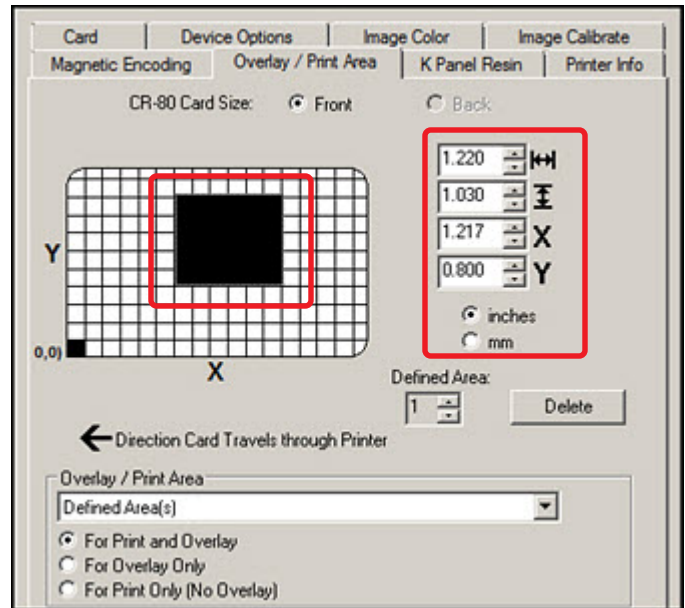 Card Device Options Image Color Image Calibrate
Magnetic Encoding Overlay / Print Area K Panel Resin Printer Info
CR-80 Card Size: Front Back
1.220
1.030
1.217 X
Y 0.800 Y
inches
0,0) mm
X
Defined Area:
1 Delete
Direction Card Travels through Printer
Overlay / Print Area
Defined Area(s)
For Print and Overlay
For Overlay Only
For Print Only (No Overlay)